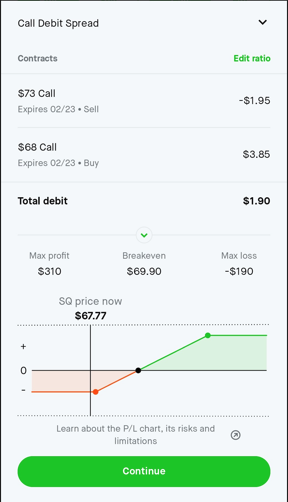 Call Debit Spread
Contracts Edit ratio
$73 Call
-$1.95
Expires 02/23 • Sell
$68 Call
$3.85
Expires 02/23 • Buy
Total debit $1.90
Max profit Breakeven Max loss
$310 $69.90 -$190
SQ price now
$67.77
+
0
-
Learn about the P/L chart, its risks and
limitations
Continue